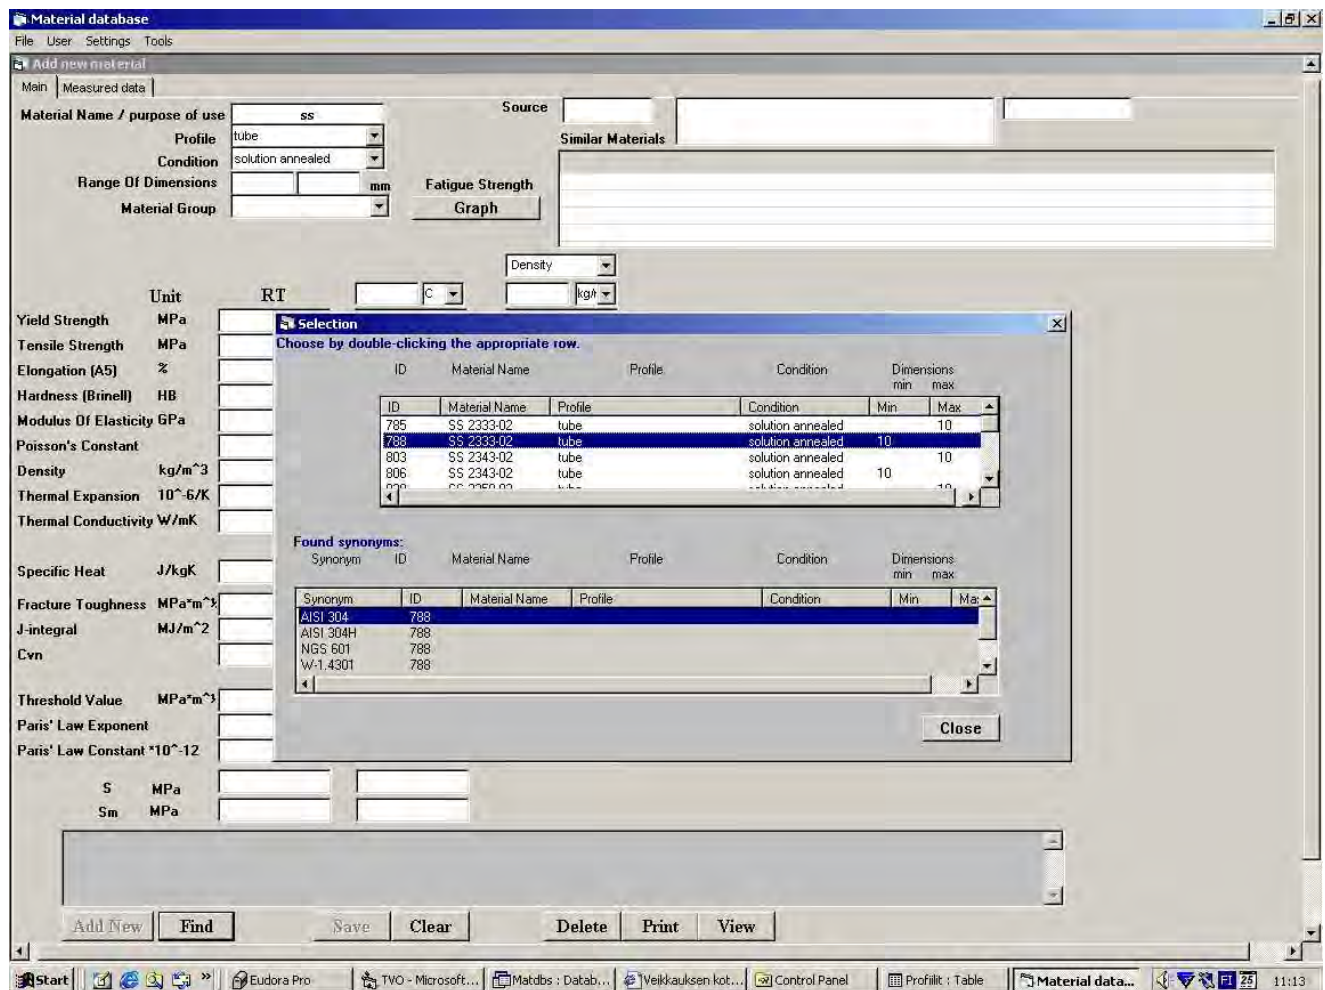 Material database
File User Settings Tools
Add new material
Main Measured data
Material Name / purpose of use ss Source
Profile tube Similar Materials
Condition solution annealed
Range Of Dimensions mm Fatigue Strength
Material Group Graph
Density
Unit RT C kg/
Yield Strength MPa
Tensile Strength MPa
Elongation (A5) %
Hardness (Brinell) HB
Modulus Of Elasticity GPa
Poisson's Constant
Density kg/m^3
Thermal Expansion 10^-6/K
Thermal Conductivity W/mK
Specific Heat J/kgK
Fracture Toughness MPa*m^
J-integral MJ/m^2
Cvn
Threshold Value MPa*m^
Paris' Law Exponent
Paris' Law Constant *10^-12
S MPa
Sm MPa
Selection
Choose by double-clicking the appropriate row.
ID Material Name Profile Condition Dimensions
min max
ID Material Name Profile Condition Min Max
785 SS 2333-02 tube solution annealed 10
788 SS 2333-02 tube solution annealed 10
803 SS 2343-02 tube solution annealed 10
806 SS 2343-02 tube solution annealed 10
Found synonyms:
Synonym ID Material Name Profile Condition Dimensions
min max
Synonym ID Material Name Profile Condition Min Ma
AISI 304 788
AISI 304H 788
NGS 601 788
W-1.4301 788
Close
Add New Find Save Clear Delete Print View
Start » Eudora Pro TVO - Microsoft... Matdbs : Datab... Veikkauksen kot... Control Panel Profiilit : Table Material data... FI 25 11:13